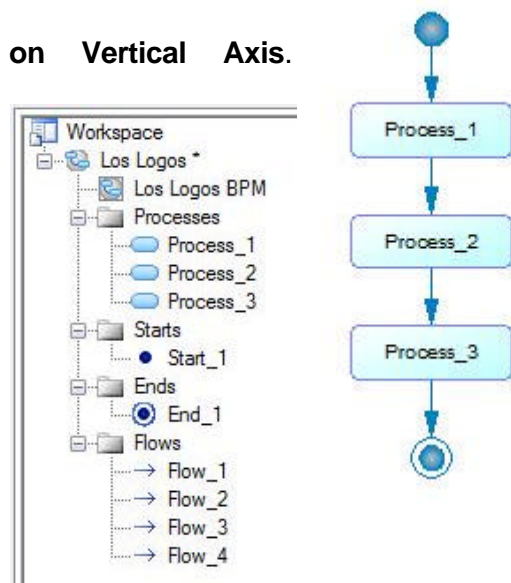 on Vertical Axis.
Workspace
Los Logos *
Los Logos BPM
Processes
Process_1
Process_2
Process_3
Starts
Start_1
Ends
End_1
Flows
Flow_1
Flow_2
Flow_3
Flow_4
Process_1
Process_2
Process_3